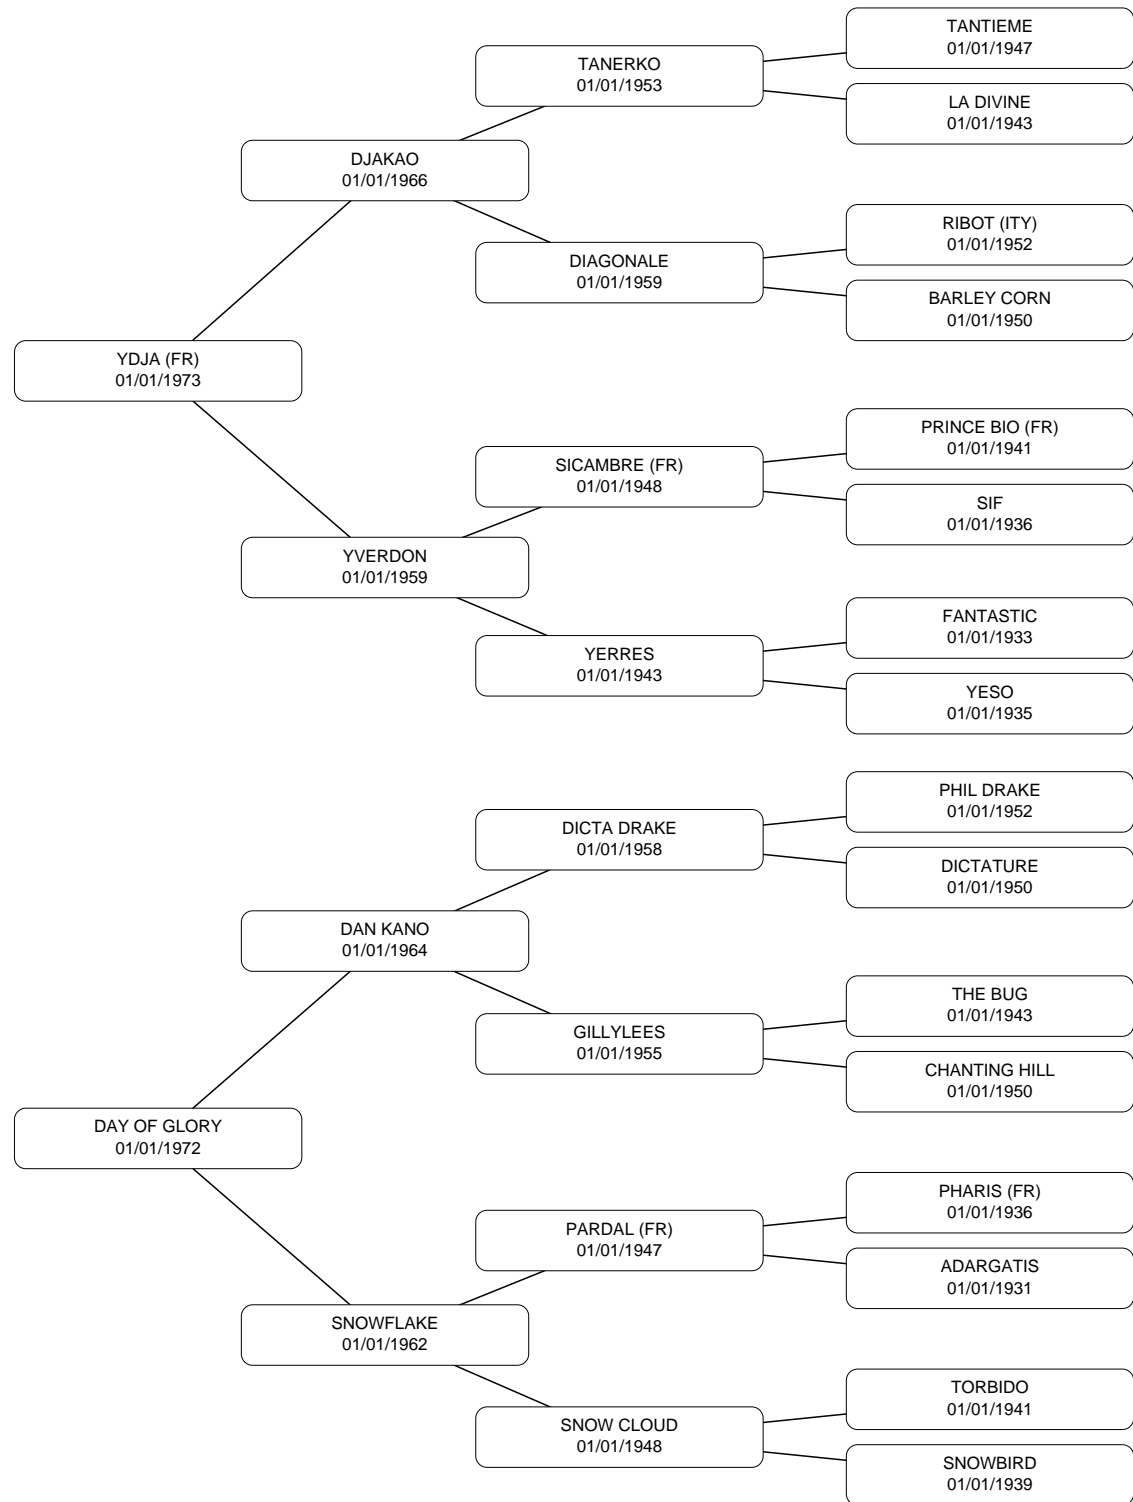 TANTIEME
01/01/1947
TANERKO
01/01/1953
LA DIVINE
01/01/1943
DJAKAO
01/01/1966
RIBOT (ITY)
01/01/1952
DIAGONALE
01/01/1959
BARLEY CORN
01/01/1950
YDJA (FR)
01/01/1973
PRINCE BIO (FR)
01/01/1941
SICAMBRE (FR)
01/01/1948
SIF
01/01/1936
YVERDON
01/01/1959
FANTASTIC
01/01/1933
YERRES
01/01/1943
YESO
01/01/1935
PHIL DRAKE
01/01/1952
DICTA DRAKE
01/01/1958
DICTATURE
01/01/1950
DAN KANO
01/01/1964
THE BUG
01/01/1943
GILLYLEES
01/01/1955
CHANTING HILL
01/01/1950
DAY OF GLORY
01/01/1972
PHARIS (FR)
01/01/1936
PARDAL (FR)
01/01/1947
ADARGATIS
01/01/1931
SNOWFLAKE
01/01/1962
TORBIDO
01/01/1941
SNOW CLOUD
01/01/1948
SNOWBIRD
01/01/1939